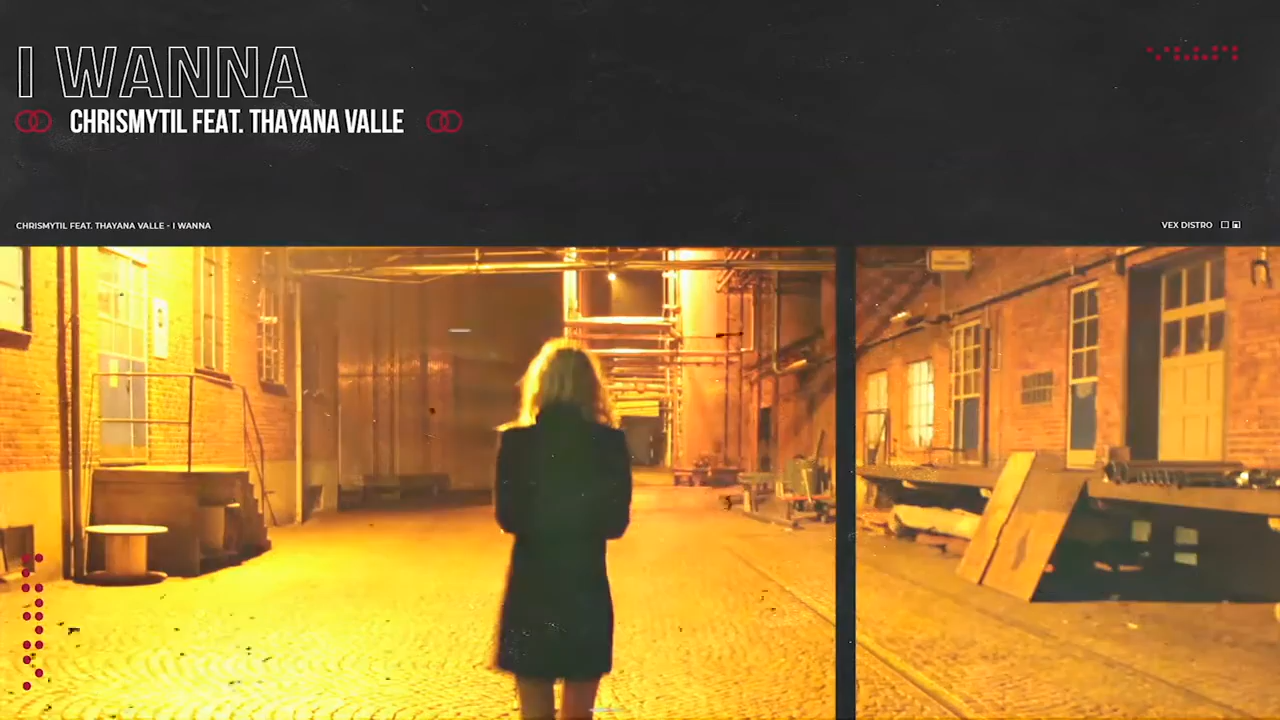 I WANNA
CHRISMYTIL FEAT. THAYANA VALLE
CHRISMYTIL FEAT. THAYANA VALLE - I WANNA
VEX DISTRO